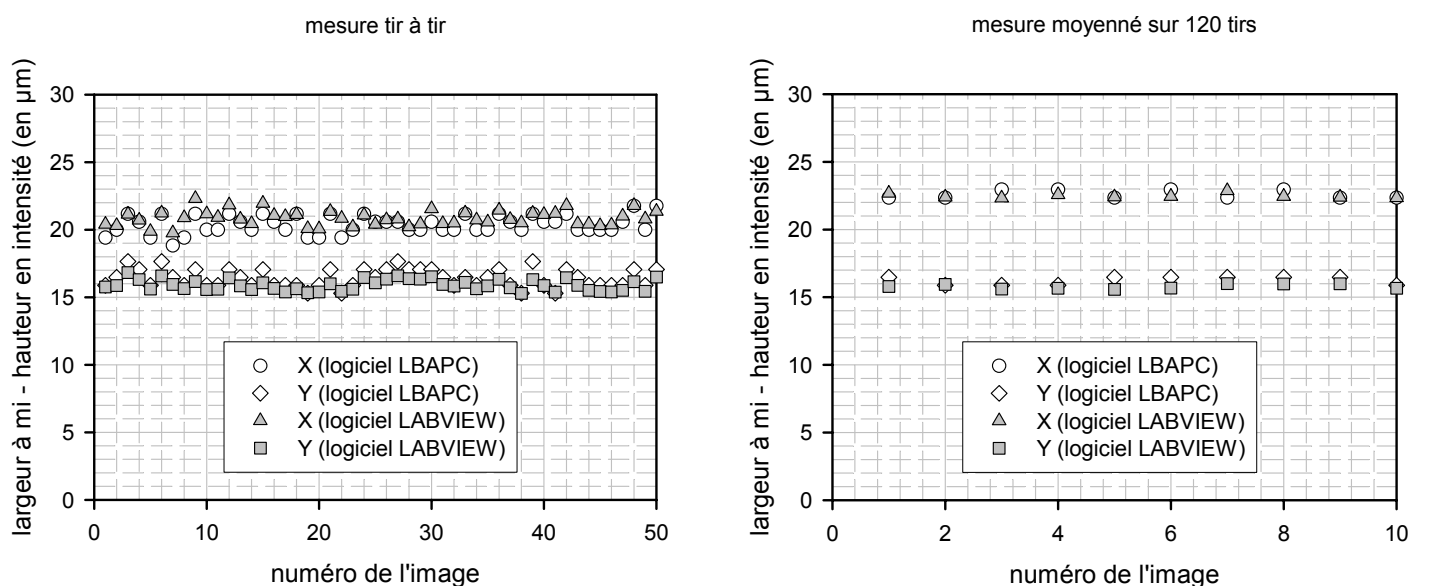 mesure tir à tir
largeur à mi - hauteur en intensité (en µm)
30
25
20
15
10
5
0
X (logiciel LBAPC)
Y (logiciel LBAPC)
X (logiciel LABVIEW)
Y (logiciel LABVIEW)
0 10 20 30 40 50
numéro de l'image
mesure moyenné sur 120 tirs
largeur à mi - hauteur en intensité (en µm)
30
25
20
15
10
5
0
X (logiciel LBAPC)
Y (logiciel LBAPC)
X (logiciel LABVIEW)
Y (logiciel LABVIEW)
0 2 4 6 8 10
numéro de l'image